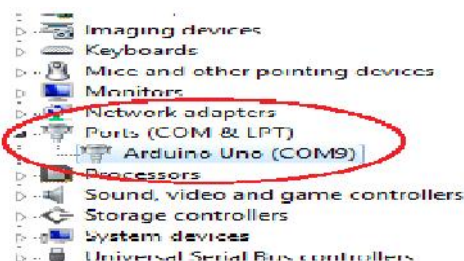 Imaging devices
Keyboards
Mice and other pointing devices
Monitors
Network adapters
Ports (COM & LPT)
Arduino Uno (COM9)
Processors
Sound, video and game controllers
Storage controllers
System devices
Universal Serial Bus controllers